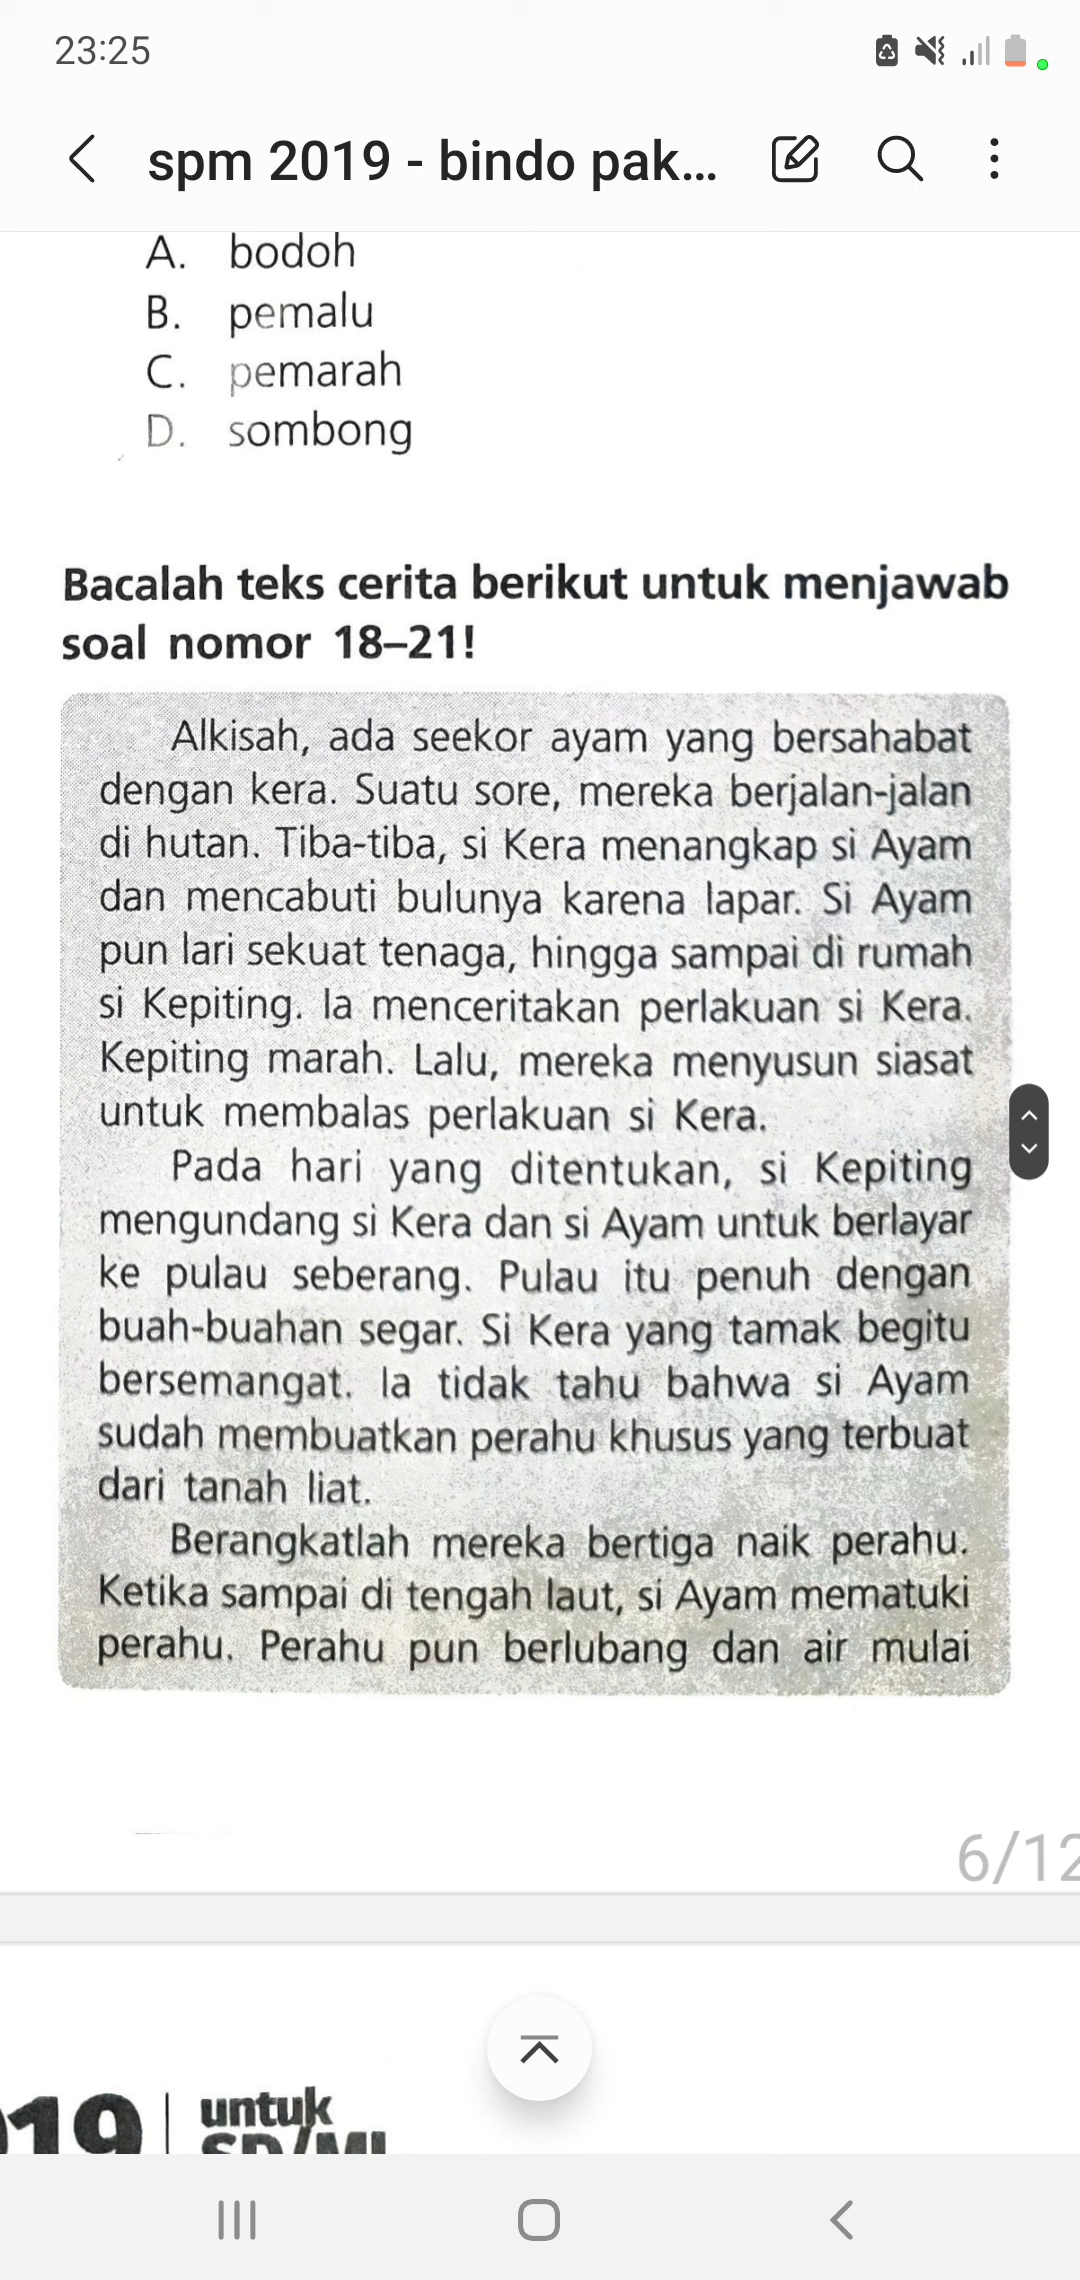 23:25
spm 2019 - bindo pak...
A. bodoh
B. pemalu
C. pemarah
D. sombong
Bacalah teks cerita berikut untuk menjawab
soal nomor 18–21!
Alkisah, ada seekor ayam yang bersahabat
dengan kera. Suatu sore, mereka berjalan-jalan
di hutan. Tiba-tiba, si Kera menangkap si Ayam
dan mencabuti bulunya karena lapar. Si Ayam
pun lari sekuat tenaga, hingga sampai di rumah
si Kepiting. Ia menceritakan perlakuan si Kera.
Kepiting marah. Lalu, mereka menyusun siasat
untuk membalas perlakuan si Kera.
Pada hari yang ditentukan, si Kepiting
mengundang si Kera dan si Ayam untuk berlayar
ke pulau seberang. Pulau itu penuh dengan
buah-buahan segar. Si Kera yang tamak begitu
bersemangat. Ia tidak tahu bahwa si Ayam
sudah membuatkan perahu khusus yang terbuat
dari tanah liat.
Berangkatlah mereka bertiga naik perahu.
Ketika sampai di tengah laut, si Ayam mematuki
perahu. Perahu pun berlubang dan air mulai
6/12
19 | untuk
SD/MI